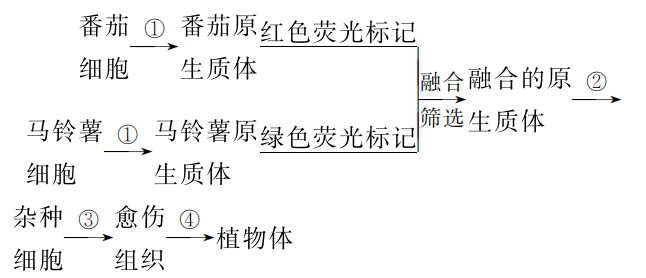 番茄 ① 番茄原 红色荧光标记
细胞 生质体
融合 融合的原 ②
筛选 生质体
马铃薯 ① 马铃薯原 绿色荧光标记
细胞 生质体
杂种 ③ 愈伤 ④ 植物体
细胞 组织